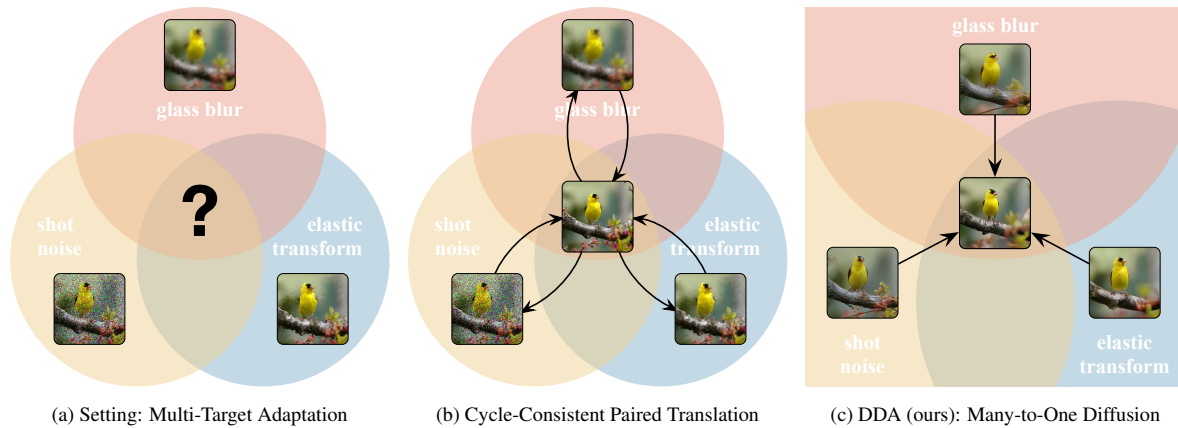 glass blur
?
shot
noise
elastic
transform
(a) Setting: Multi-Target Adaptation
glass blur
shot
noise
elastic
transform
(b) Cycle-Consistent Paired Translation
glass blur
shot
noise
elastic
transform
(c) DDA (ours): Many-to-One Diffusion